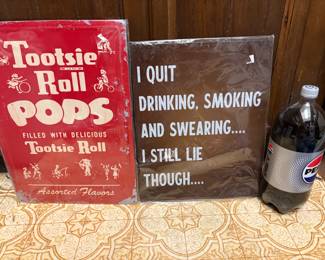 Tootsie
Roll
POPS
FILLED WITH DELICIOUS
Tootsie Roll
Assorted Flavors
I QUIT
DRINKING, SMOKING
AND SWEARING....
I STILL LIE
THOUGH....